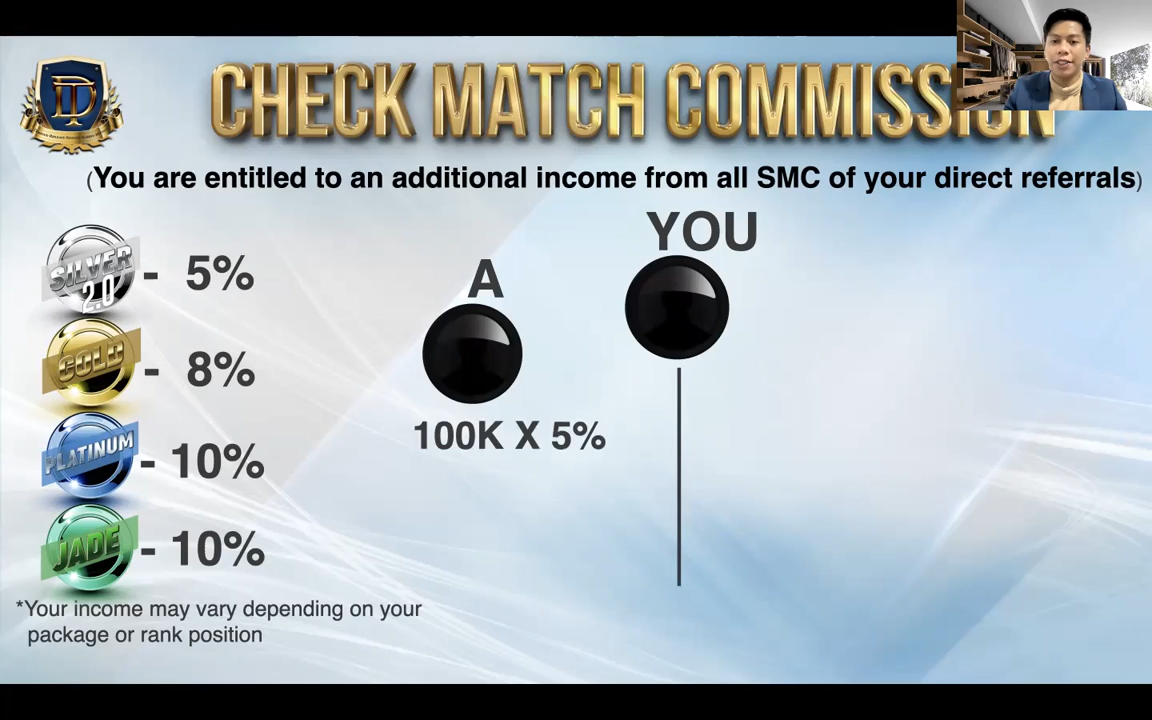 CHECK MATCH COMMISSION
(You are entitled to an additional income from all SMC of your direct referrals)
YOU
A
SILVER 2.0 - 5%
GOLD - 8%
100K X 5%
PLATINUM - 10%
JADE - 10%
*Your income may vary depending on your
package or rank position